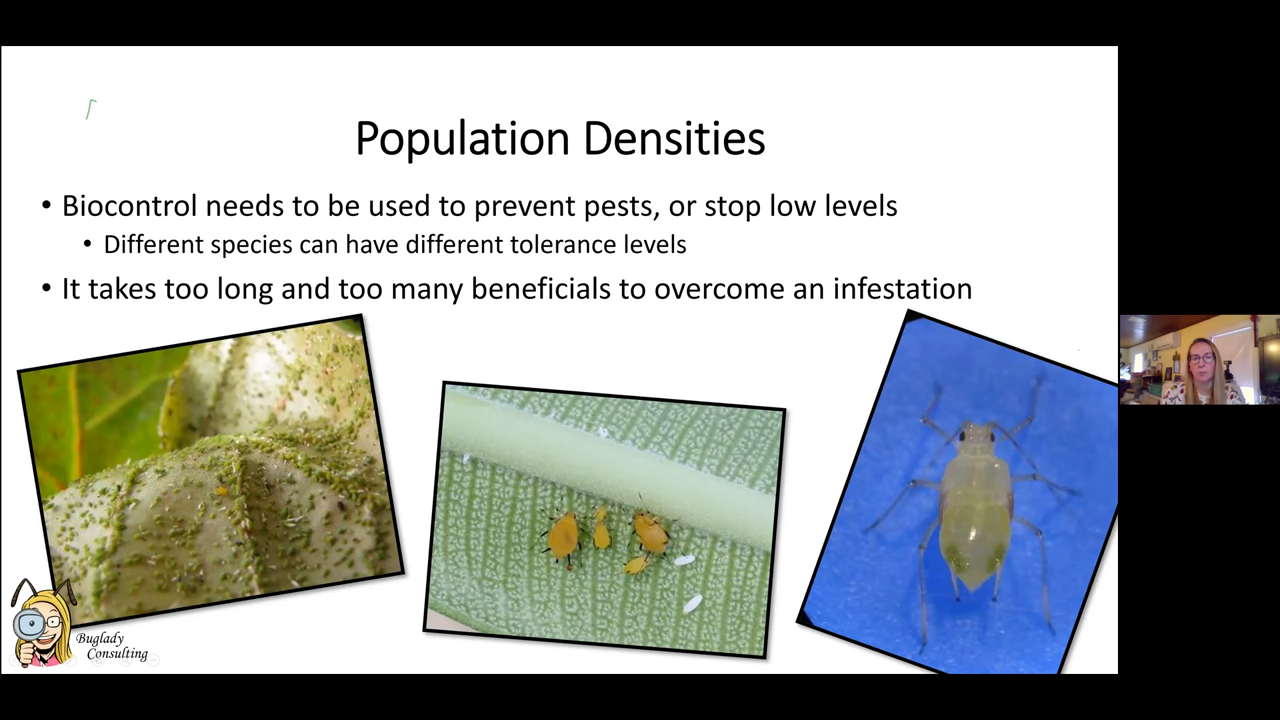 Population Densities
• Biocontrol needs to be used to prevent pests, or stop low levels
• Different species can have different tolerance levels
• It takes too long and too many beneficials to overcome an infestation
Buglady
Consulting